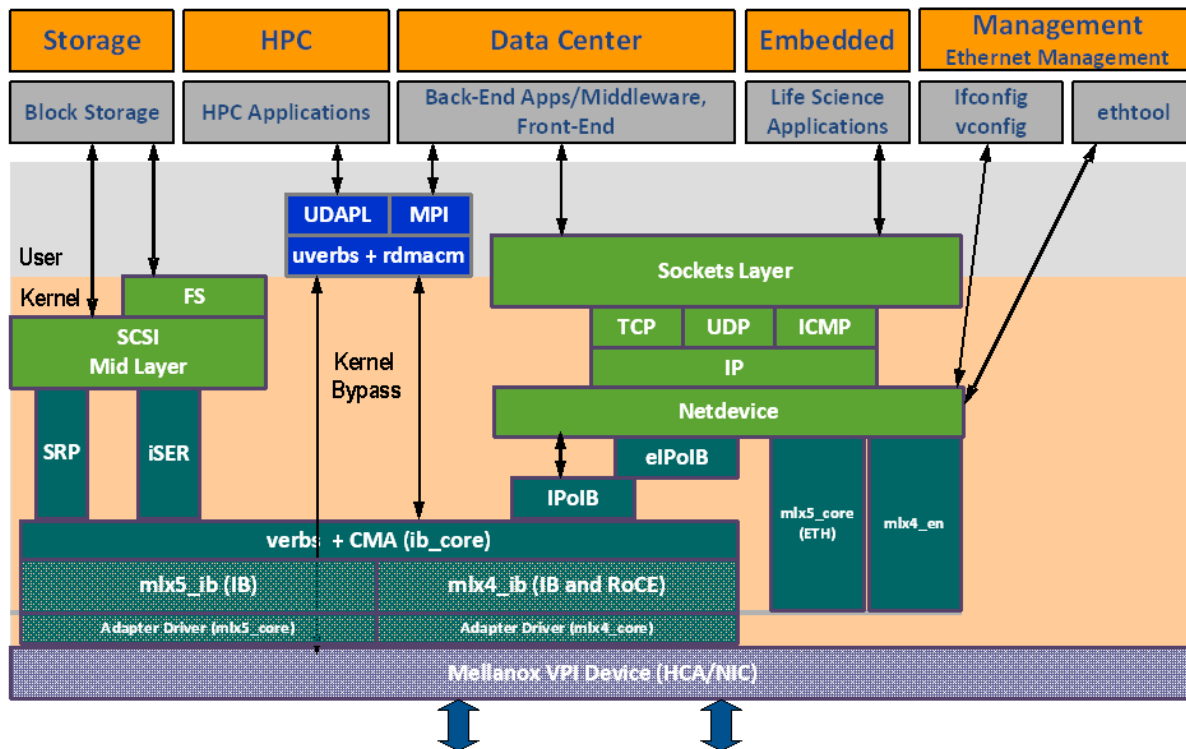 Storage
HPC
Data Center
Embedded
Management
Ethernet Management
Block Storage
HPC Applications
Back-End Apps/Middleware,
Front-End
Life Science
Applications
Ifconfig
vconfig
ethtool
UDAPL
MPI
uverbs + rdmacm
User
Kernel
Sockets Layer
FS
SCSI
Mid Layer
TCP
UDP
ICMP
IP
Kernel
Bypass
Netdevice
SRP
iSER
eIPoIB
IPoIB
mlx5_core
(ETH)
mlx4_en
verbs + CMA (ib_core)
mlx5_ib (IB)
mlx4_ib (IB and RoCE)
Adapter Driver (mlx5_core)
Adapter Driver (mlx4_core)
Mellanox VPI Device (HCA/NIC)